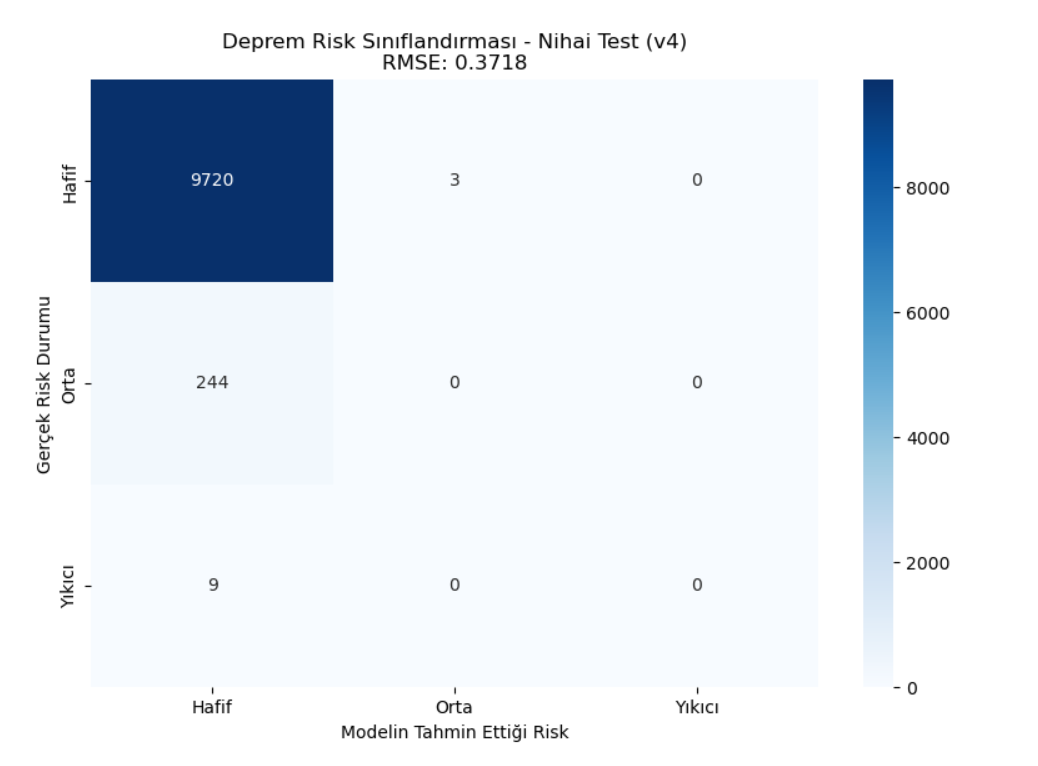 Deprem Risk Sınıflandırması - Nihai Test (v4)
RMSE: 0.3718
Gerçek Risk Durumu
Hafif
9720
3
0
8000
6000
Orta
244
0
0
4000
2000
Yıkıcı
9
0
0
0
Hafif
Orta
Yıkıcı
Modelin Tahmin Ettiği Risk